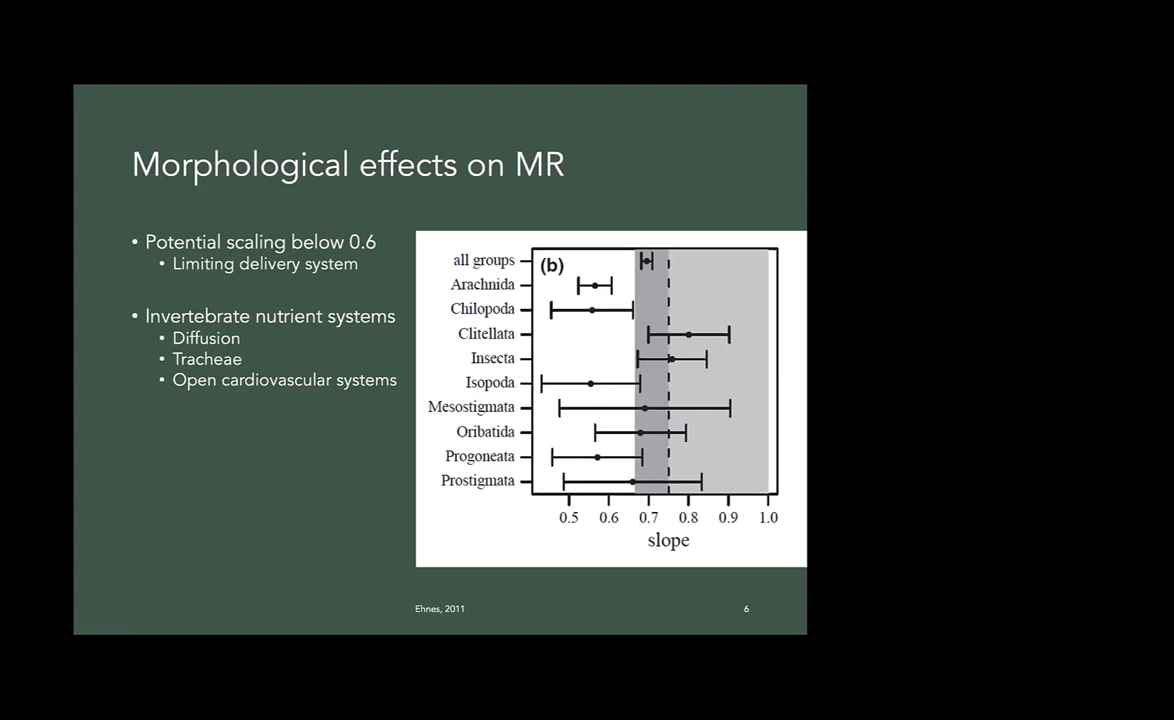 Morphological effects on MR
• Potential scaling below 0.6
• Limiting delivery system
• Invertebrate nutrient systems
• Diffusion
• Tracheae
• Open cardiovascular systems
(b)
all groups
Arachnida
Chilopoda
Clitellata
Insecta
Isopoda
Mesostigmata
Oribatida
Progoneata
Prostigmata
0.5 0.6 0.7 0.8 0.9 1.0
slope
Ehnes, 2011
6